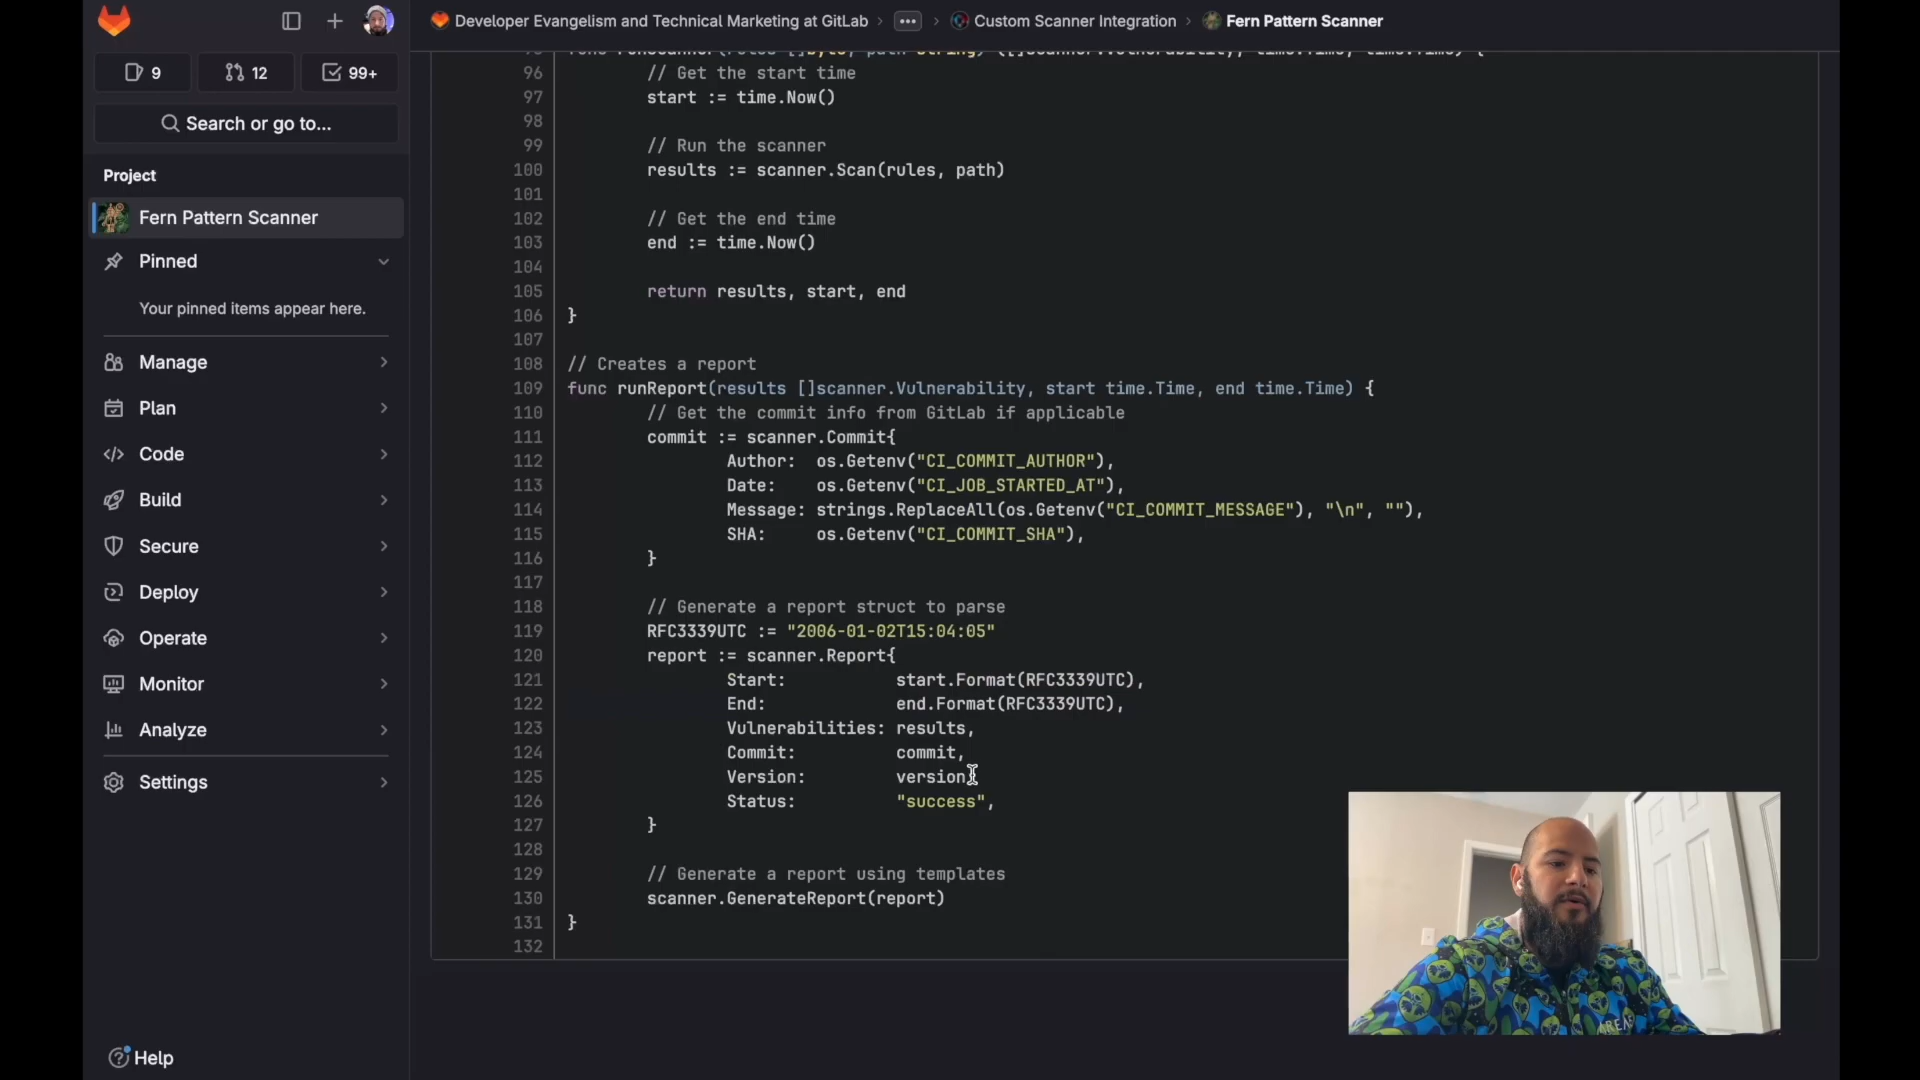 Developer Evangelism and Technical Marketing at GitLab › ••• › Custom Scanner Integration › Fern Pattern Scanner
9 12 99+
Search or go to...
Project
Fern Pattern Scanner
Pinned
Your pinned items appear here.
Manage
Plan
Code
Build
Secure
Deploy
Operate
Monitor
Analyze
Settings
Help
96 // Get the start time
97 start := time.Now()
98
99 // Run the scanner
100 results := scanner.Scan(rules, path)
101
102 // Get the end time
103 end := time.Now()
104
105 return results, start, end
106 }
107
108 // Creates a report
109 func runReport(results []scanner.Vulnerability, start time.Time, end time.Time) {
110 // Get the commit info from GitLab if applicable
111 commit := scanner.Commit{
112 Author: os.Getenv("CI_COMMIT_AUTHOR"),
113 Date: os.Getenv("CI_JOB_STARTED_AT"),
114 Message: strings.ReplaceAll(os.Getenv("CI_COMMIT_MESSAGE"), "\n", ""),
115 SHA: os.Getenv("CI_COMMIT_SHA"),
116 }
117
118 // Generate a report struct to parse
119 RFC3339UTC := "2006-01-02T15:04:05"
120 report := scanner.Report{
121 Start: start.Format(RFC3339UTC),
122 End: end.Format(RFC3339UTC),
123 Vulnerabilities: results,
124 Commit: commit,
125 Version: version
126 Status: "success",
127 }
128
129 // Generate a report using templates
130 scanner.GenerateReport(report)
131 }
132